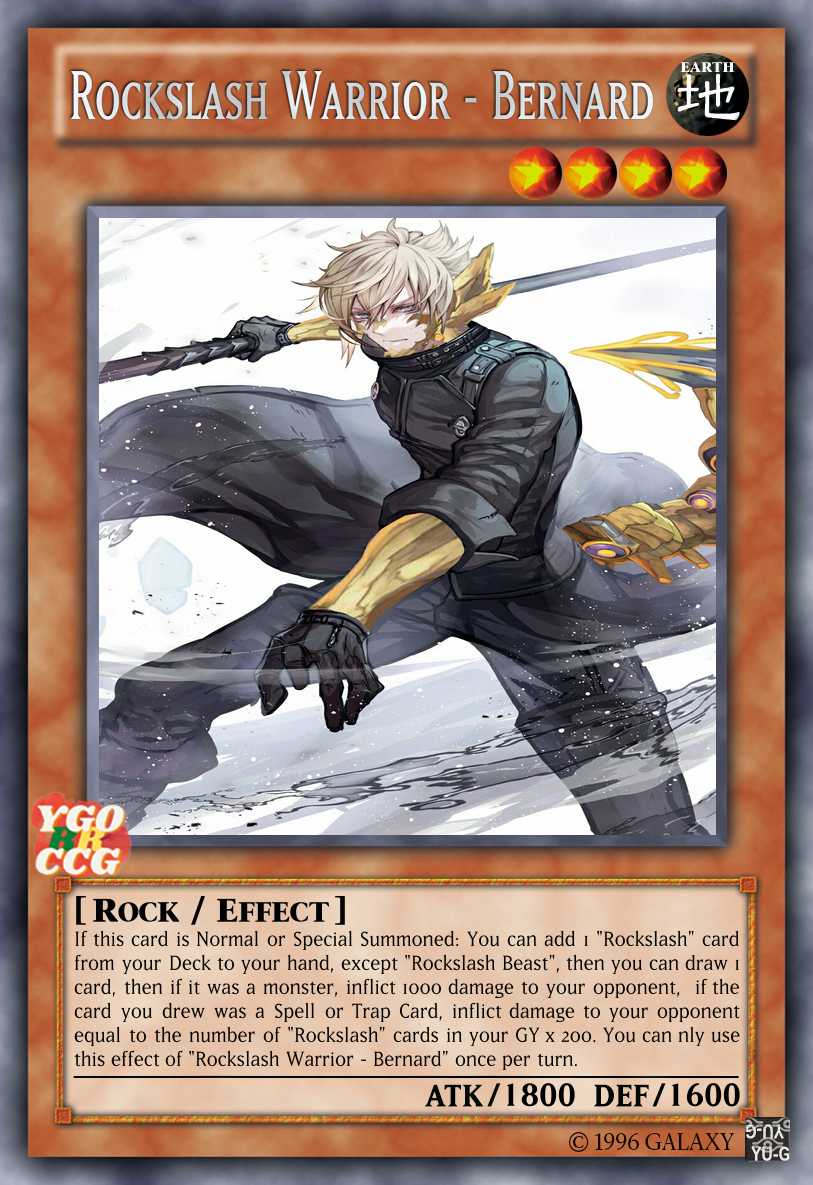 Rockslash Warrior - Bernard
EARTH
地
YGO
RR
CCG
[ Rock / Effect ]
If this card is Normal or Special Summoned: You can add 1 "Rockslash" card
from your Deck to your hand, except "Rockslash Beast", then you can draw 1
card, then if it was a monster, inflict 1000 damage to your opponent, if the
card you drew was a Spell or Trap Card, inflict damage to your opponent
equal to the number of "Rockslash" cards in your GY x 200. You can nly use
this effect of "Rockslash Warrior - Bernard" once per turn.
ATK/1800 DEF/1600
© 1996 GALAXY
YU-G
YU-G